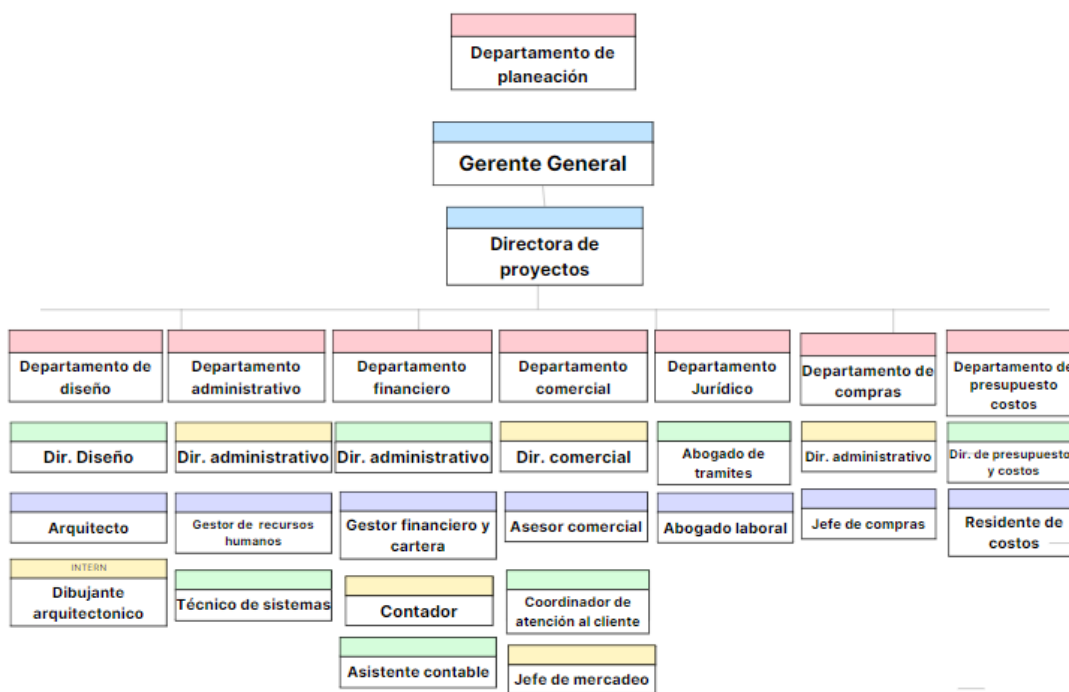 Departamento de
planeación
Gerente General
Directora de
proyectos
Departamento de
diseño
Departamento
administrativo
Departamento
financiero
Departamento
comercial
Departamento
Jurídico
Departamento de
compras
Departamento de
presupuesto
costos
Dir. Diseño
Dir. administrativo
Dir. administrativo
Dir. comercial
Abogado de
tramites
Dir. administrativo
Dir. de presupuesto
y costos
Arquitecto
Gestor de recursos
humanos
Gestor financiero y
cartera
Asesor comercial
Abogado laboral
Jefe de compras
Residente de
costos
INTERN
Dibujante
arquitectonico
Técnico de sistemas
Contador
Coordinador de
atención al cliente
Asistente contable
Jefe de mercadeo